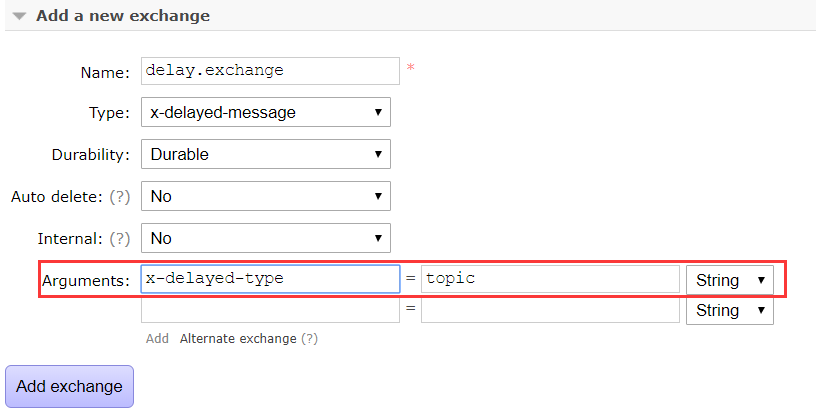 Add a new exchange
Name: delay.exchange *
Type: x-delayed-message
Durability: Durable
Auto delete: (?) No
Internal: (?) No
Arguments: x-delayed-type = topic String
= String
Add Alternate exchange (?)
Add exchange